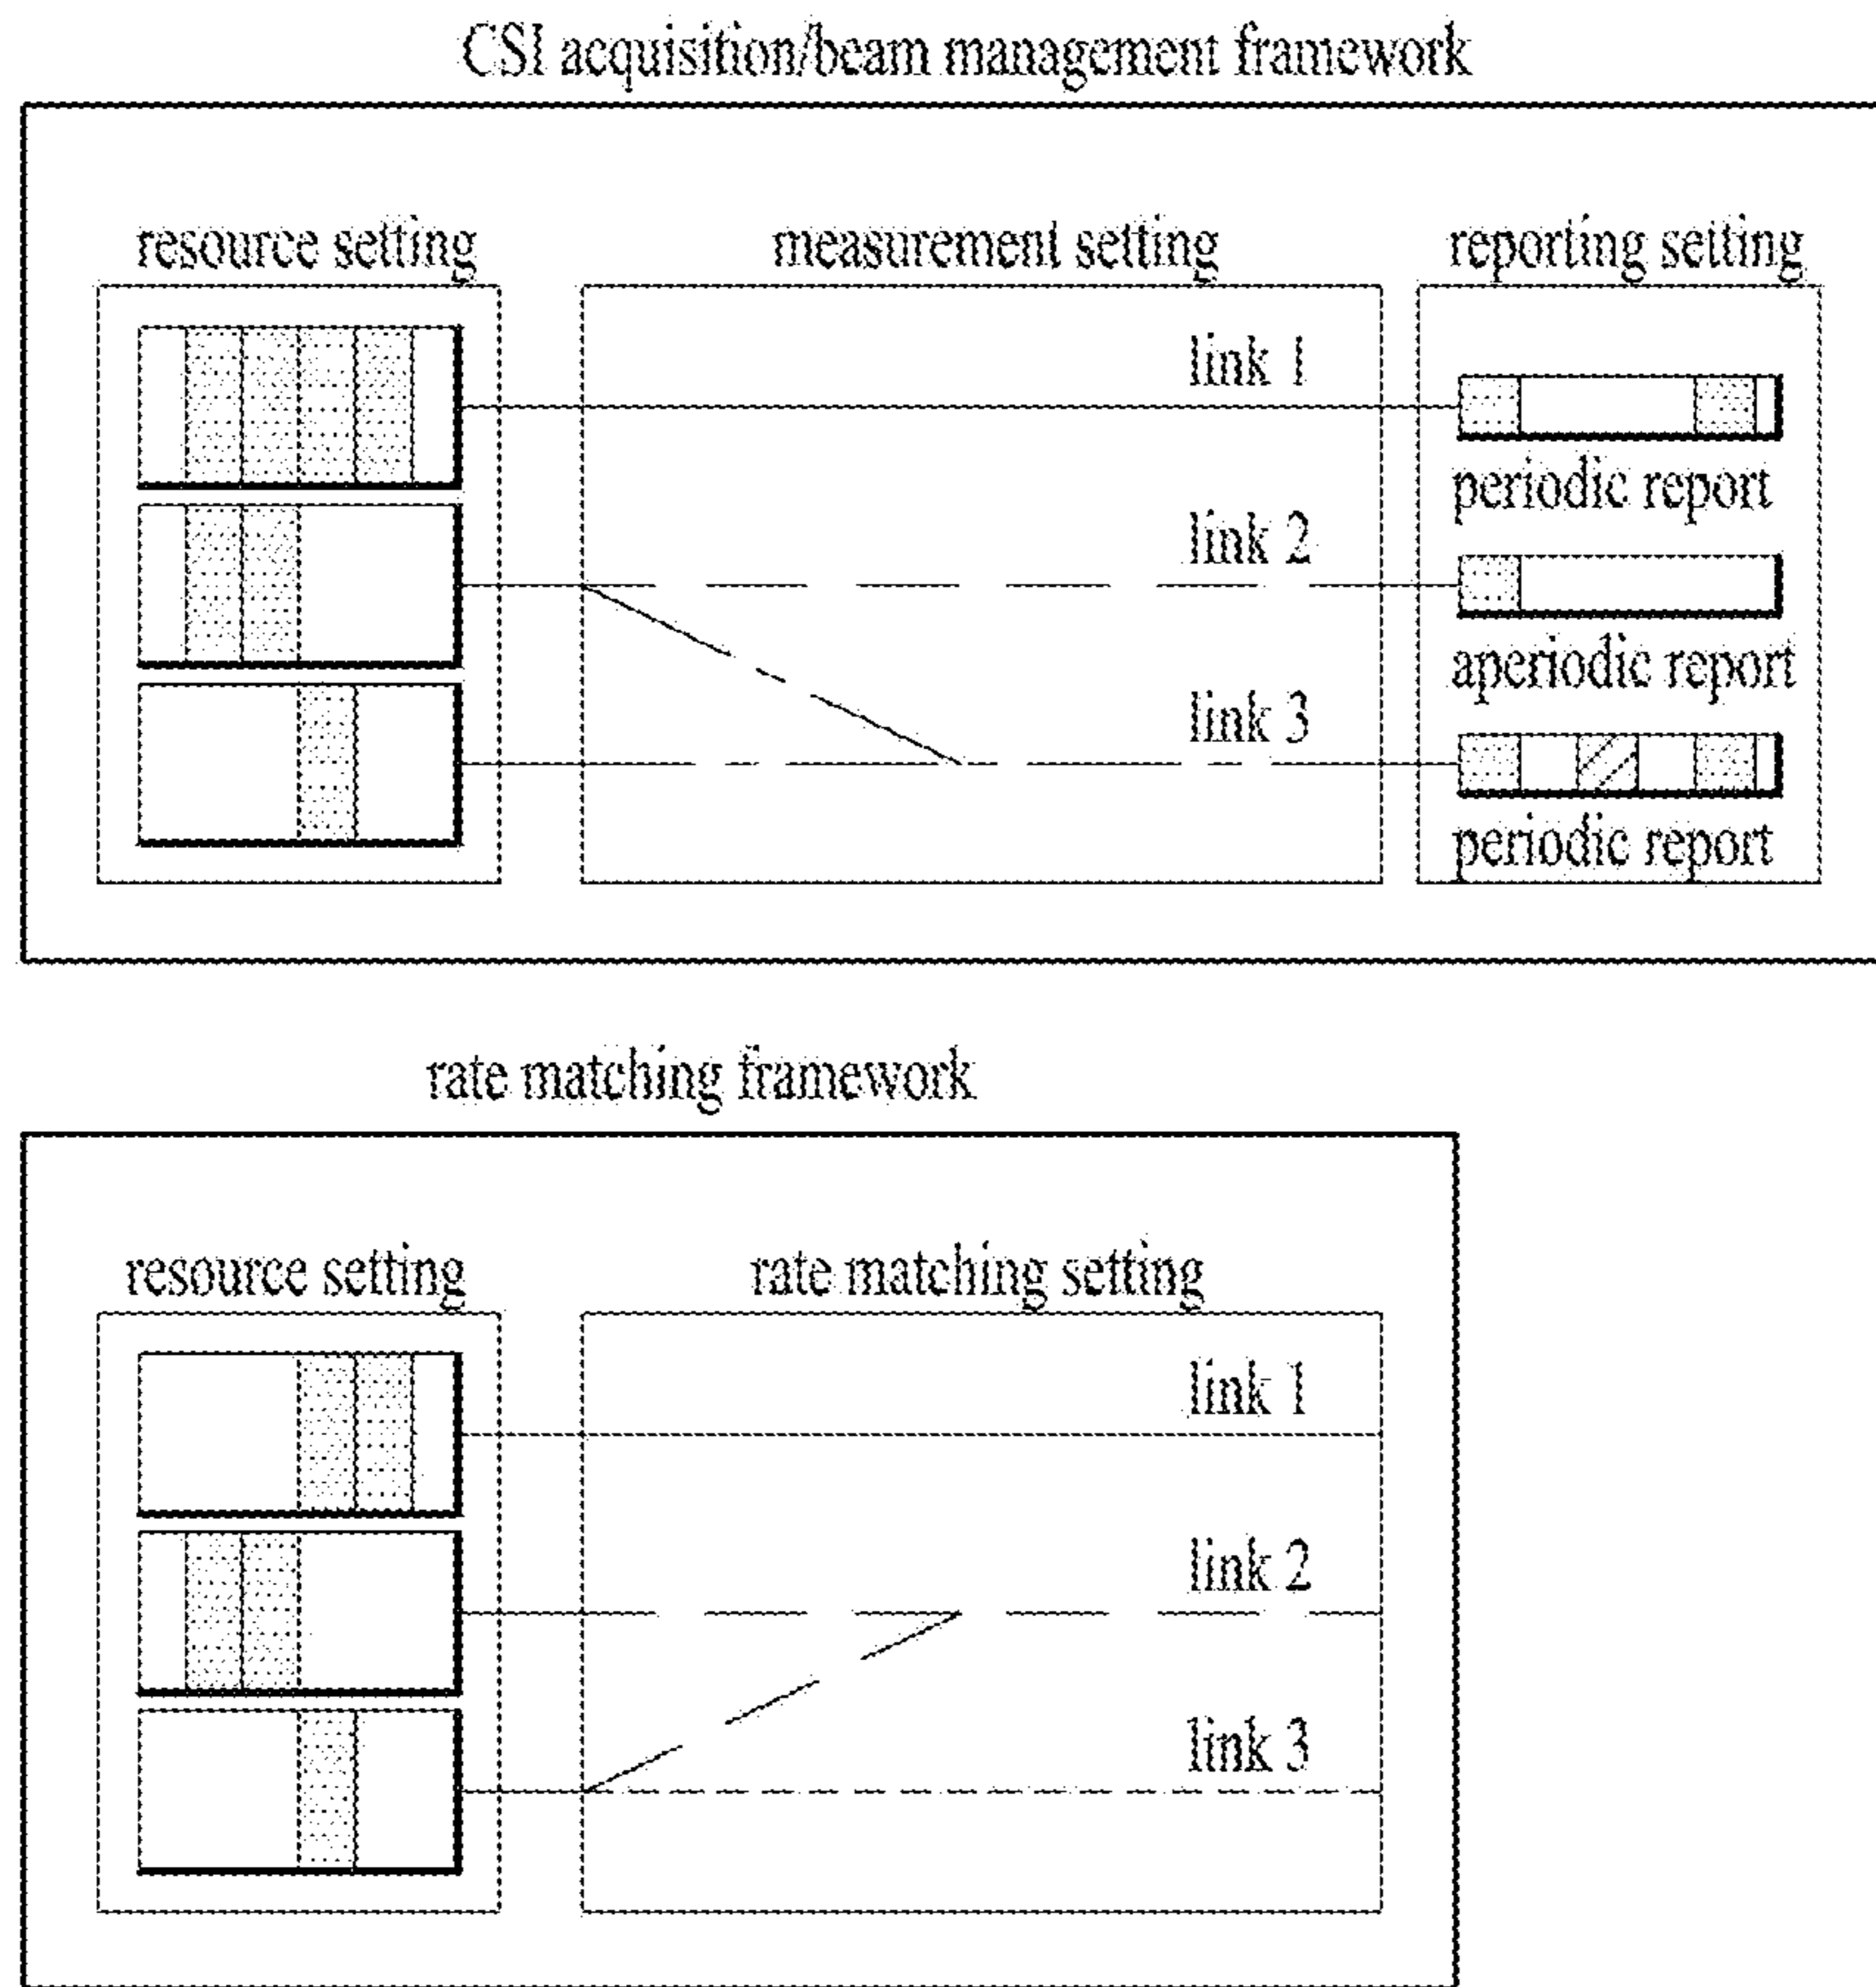 CSI acquisition/beam management framework
resource setting
measurement setting
reporting setting
link 1
periodic report
link 2
aperiodic report
link 3
periodic report
rate matching framework
resource setting
rate matching setting
link 1
link 2
link 3